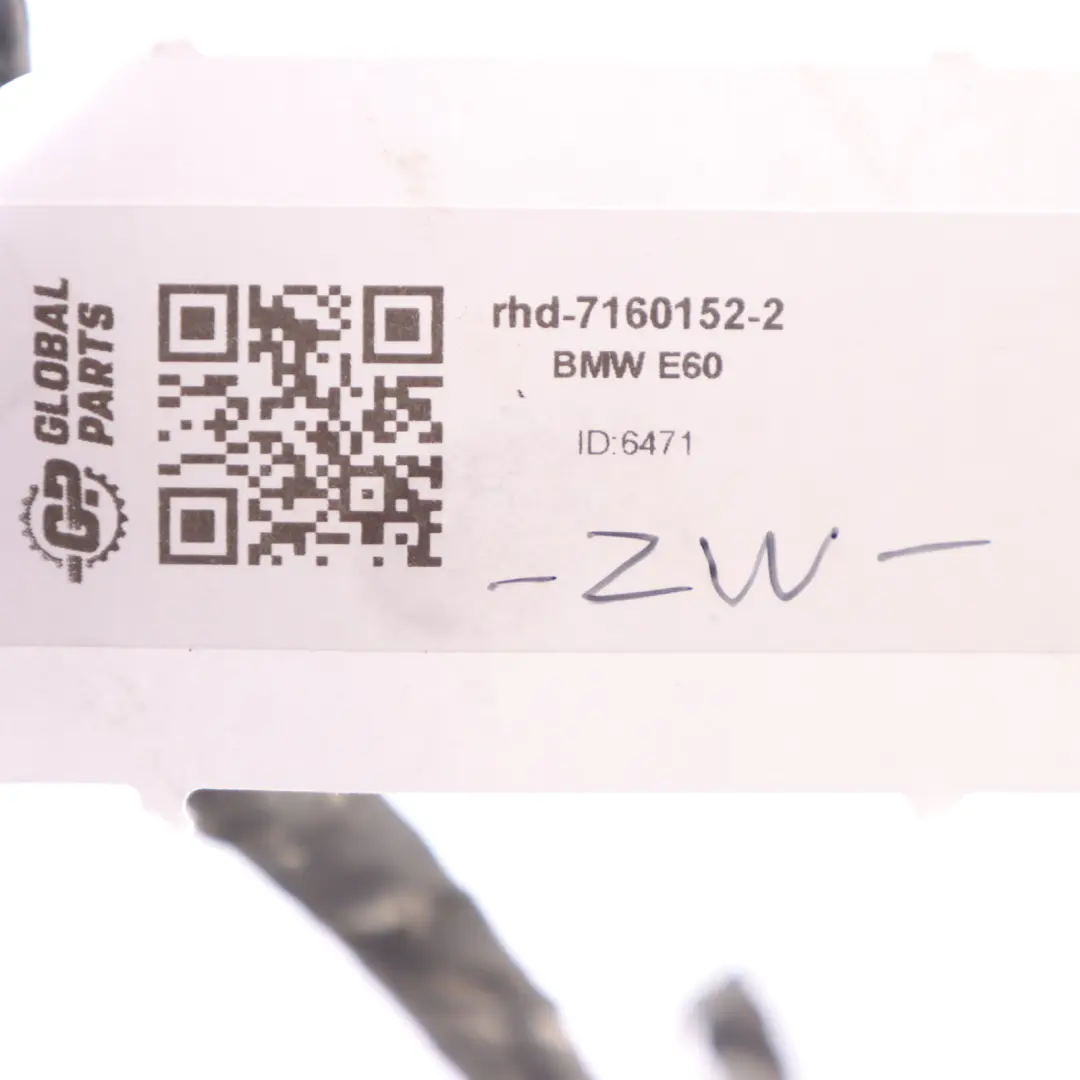 GLOBAL
PARTS
rhd-7160152-2
BMW E60
ID:6471
- ZW -